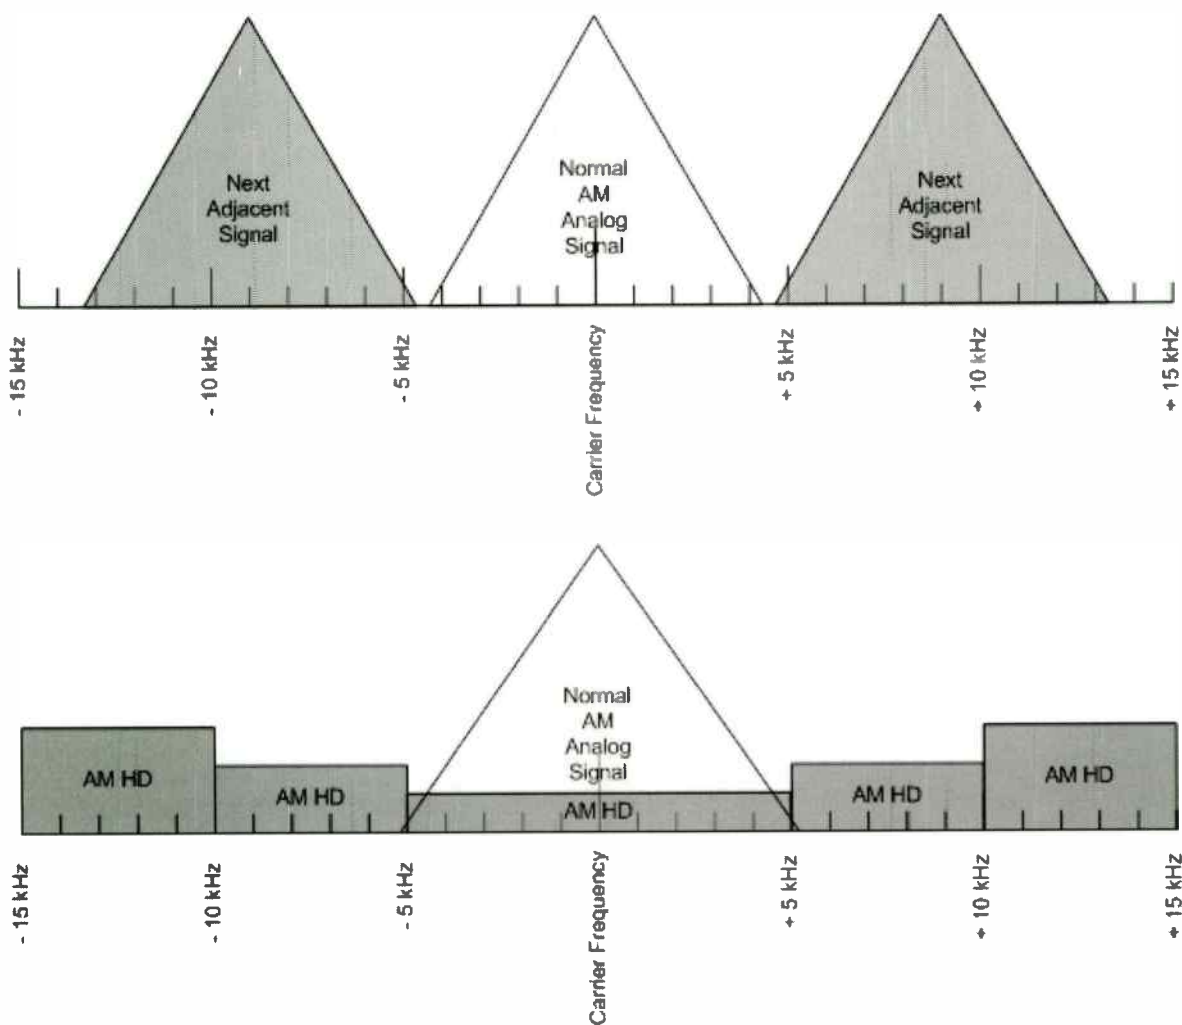 Next
Adjacent
Signal
Normal
AM
Analog
Signal
Next
Adjacent
Signal
- 15 kHz
- 10 kHz
- 5 kHz
Carrier Frequency
+ 5 kHz
+ 10 kHz
+ 15 kHz
Normal
AM
Analog
Signal
AM HD
AM HD
AM HD
AM HD
AM HD
- 15 kHz
- 10 kHz
- 5 kHz
Carrier Frequency
+ 5 kHz
+ 10 kHz
+ 15 kHz